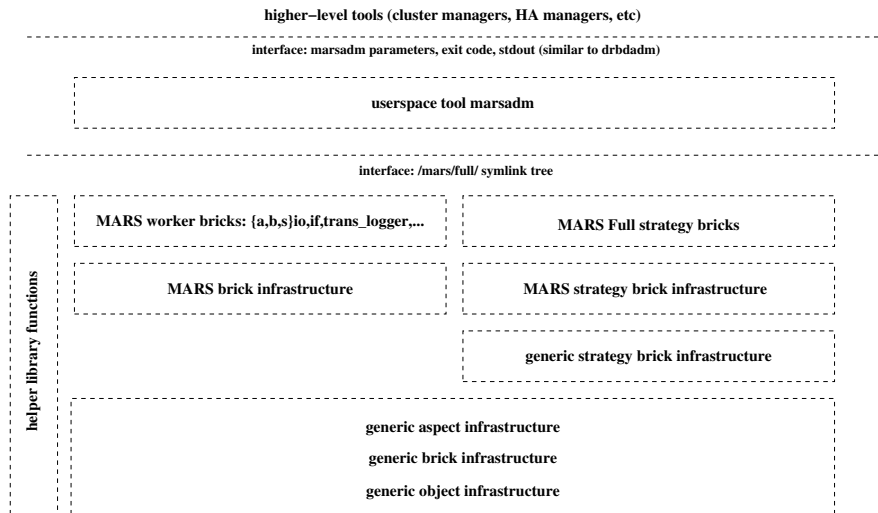 higher−level tools (cluster managers, HA managers, etc)
interface: marsadm parameters, exit code, stdout (similar to drbdadm)
userspace tool marsadm
interface: /mars/full/ symlink tree
helper library functions
MARS worker bricks: {a,b,s}io,if,trans_logger,...
MARS Full strategy bricks
MARS brick infrastructure
MARS strategy brick infrastructure
generic strategy brick infrastructure
generic aspect infrastructure
generic brick infrastructure
generic object infrastructure